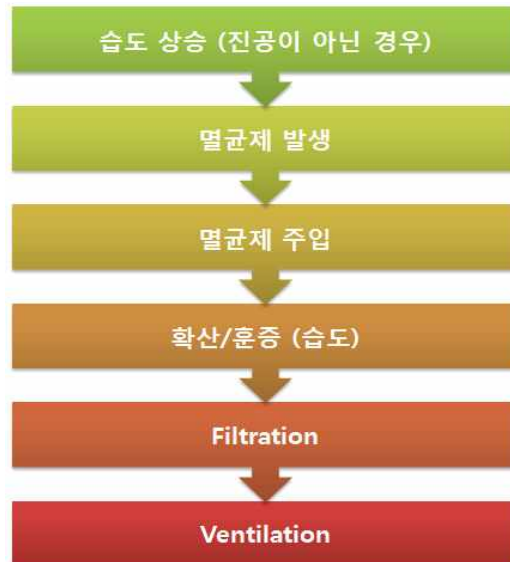 습도 상승 (진공이 아닌 경우)
멸균제 발생
멸균제 주입
확산/훈증 (습도)
Filtration
Ventilation